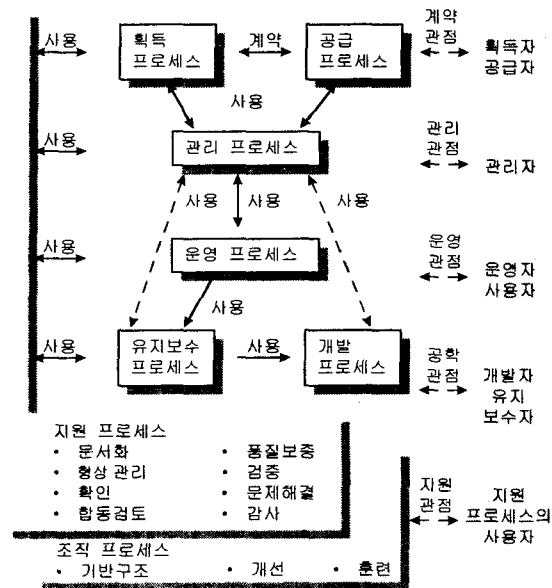 사용
획득
프로세스
계약
공급
프로세스
계약
관점
획득자
공급자
사용
사용
관리 프로세스
관리
관점
관리자
사용
사용
사용
사용
운영 프로세스
운영
관점
운영자
사용자
사용
사용
유지보수
프로세스
사용
개발
프로세스
공학
관점
개발자
유지
보수자
지원 프로세스
• 문서화
• 형상 관리
• 확인
• 합동검토
• 품질보증
• 검증
• 문제해결
• 감사
지원
관점
지원
프로세스의
사용자
조직 프로세스
• 기반구조 • 개선 • 훈련